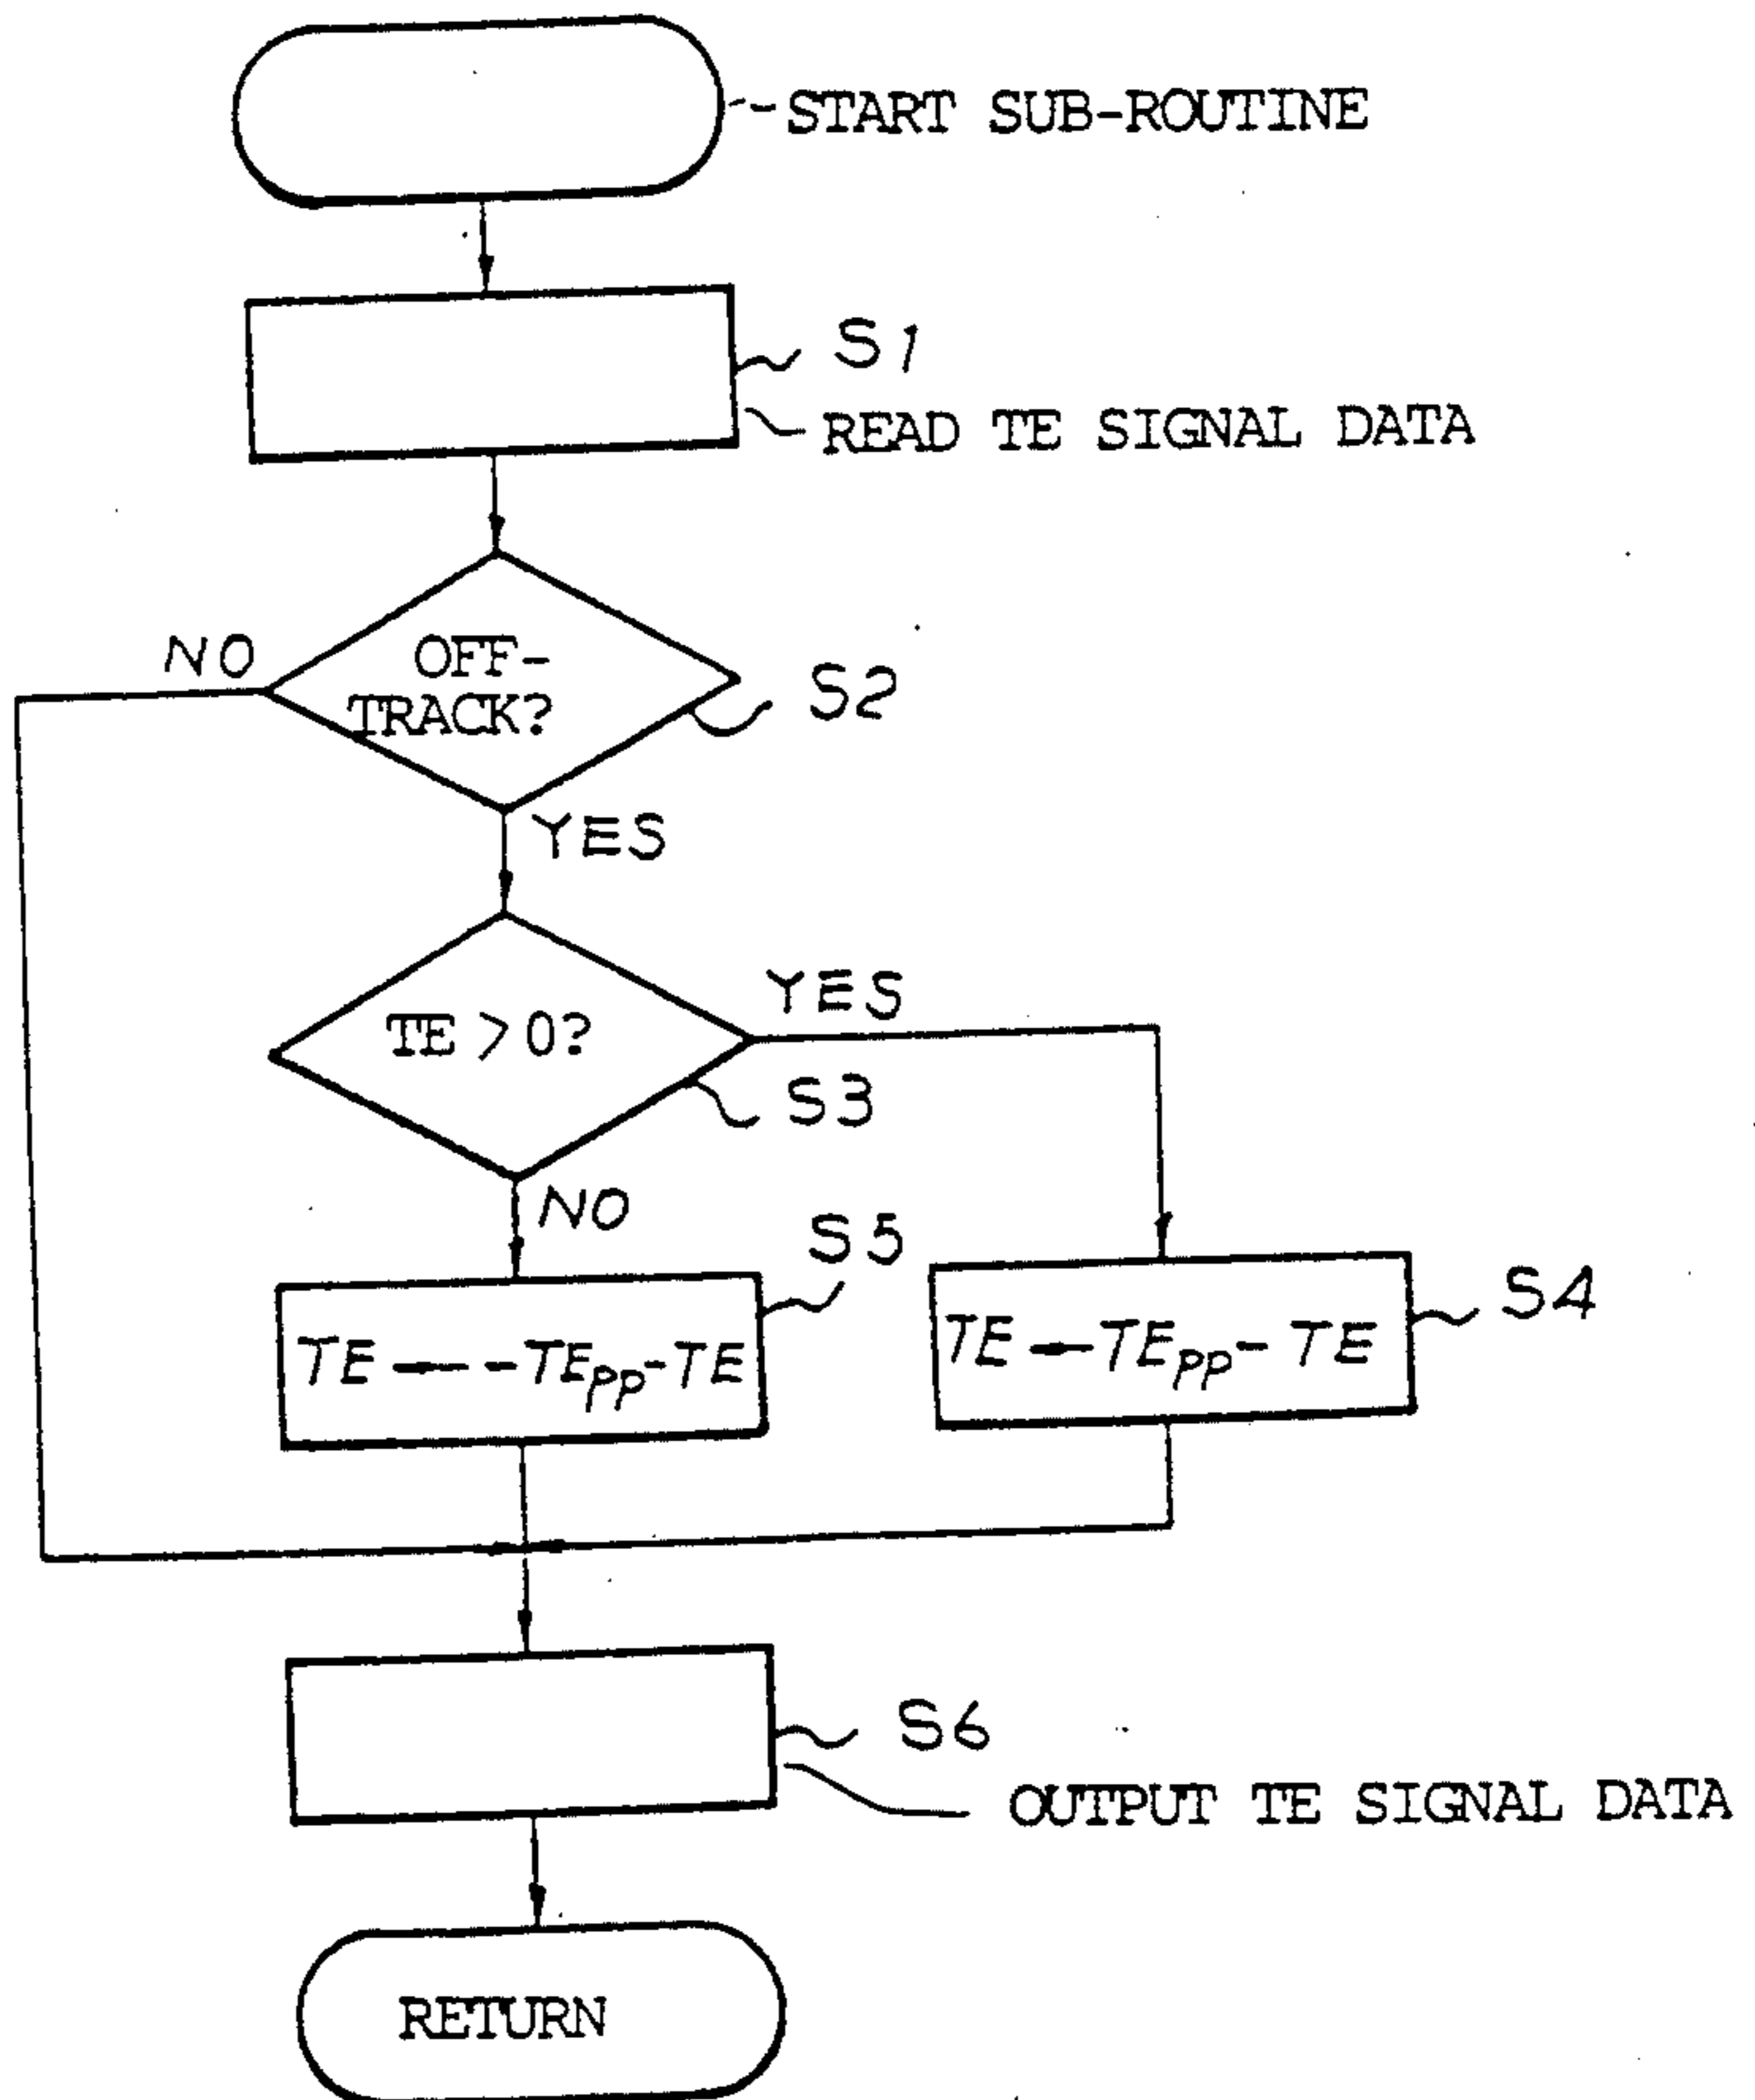 START SUB-ROUTINE
S1
READ TE SIGNAL DATA
NO
OFF-
TRACK?
S2
YES
TE > 0?
YES
S3
NO
S5
TE ← -TEpp - TE
S4
TE ← TEpp - TE
S6
OUTPUT TE SIGNAL DATA
RETURN